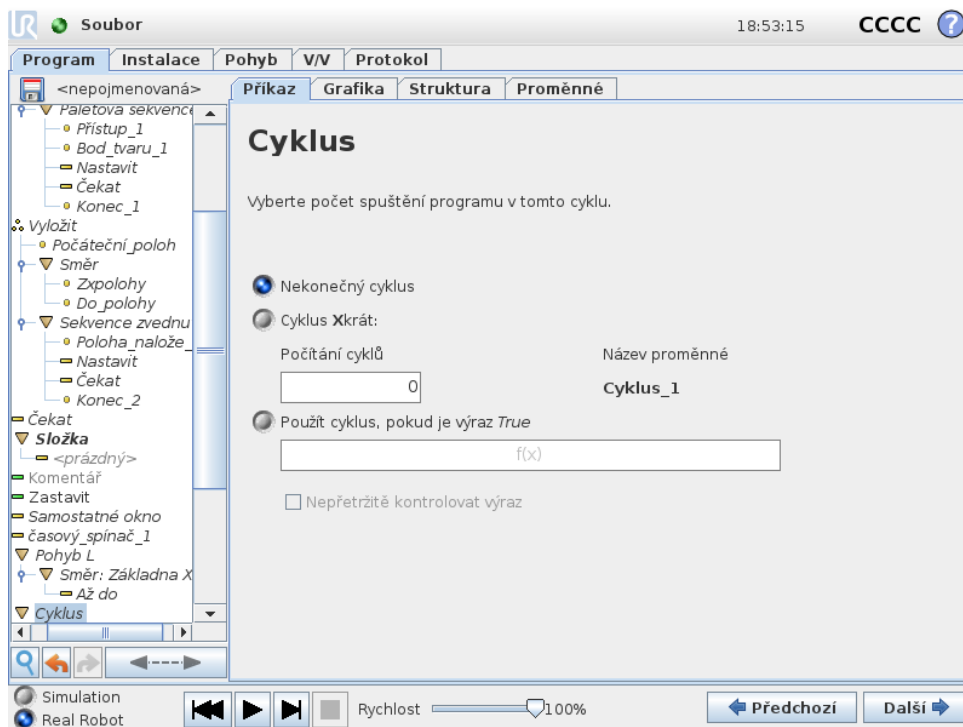 UR Soubor 18:53:15 CCCC ?
Program Instalace Pohyb V/V Protokol
<nepojmenovaná> Příkaz Grafika Struktura Proměnné
Paletova sekvence
Přístup_1
Bod_tvaru_1
Nastavit
Čekat
Konec_1
Vyložit
Počáteční_poloh
Směr
Zxpolohy
Do_polohy
Sekvence zvednu
Poloha_nalože_
Nastavit
Čekat
Konec_2
Čekat
Složka
<prázdný>
Komentář
Zastavit
Samostatné okno
časový_spínač_1
Pohyb L
Směr: Základna X
Až do
Cyklus
Cyklus
Vyberte počet spuštění programu v tomto cyklu.
Nekonečný cyklus
Cyklus Xkrát:
Počítání cyklů Název proměnné
0 Cyklus_1
Použít cyklus, pokud je výraz True
f(x)
Nepřetržitě kontrolovat výraz
Simulation
Real Robot
Rychlost 100%
Předchozí Další